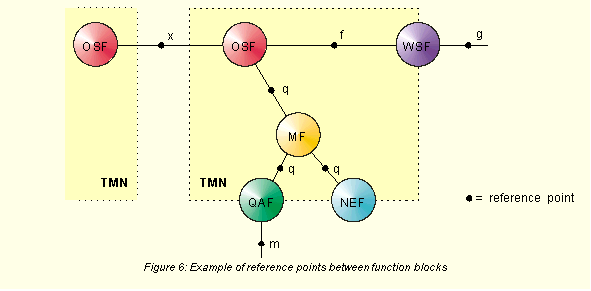 x
f
g
OSF
OSF
WSF
q
MF
q
q
TMN
TMN
QAF
NEF
= reference point
m
Figure 6: Example of reference points between function blocks